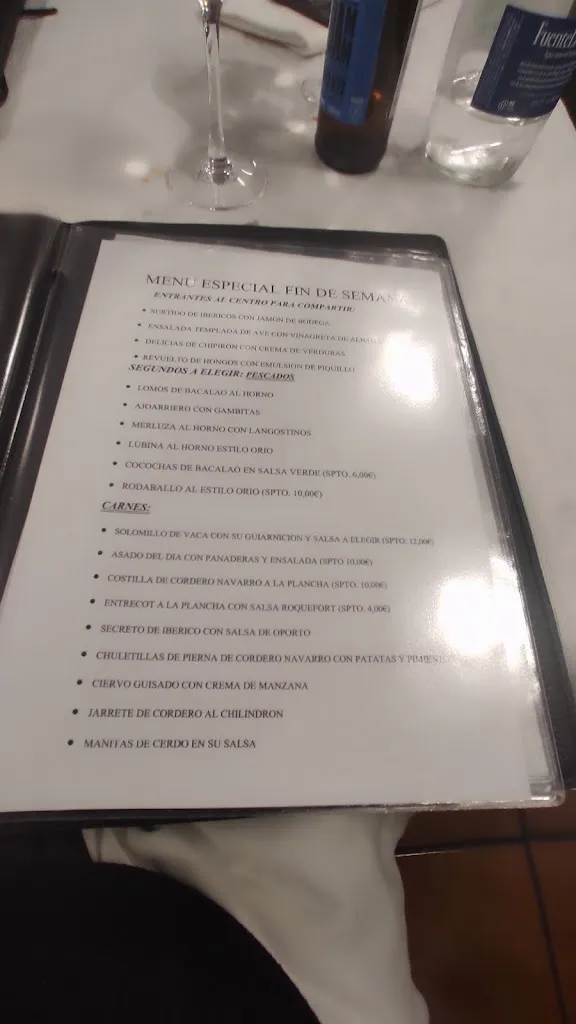 Fuente
MENU ESPECIAL FIN DE SEMANA
ENTRANTES AL CENTRO PARA COMPARTIR:
• SURTIDO DE IBERICOS CON JAMON DE BODEGA
• ENSALADA TEMPLADA DE AVE CON VINAGRETA DE
• DELICIAS DE CHIPIRON CON CREMA DE VERDURAS
• REVUELTO DE HONGOS CON EMULSION DE PIQUILLO
SEGUNDOS A ELEGIR: PESCADOS
• LOMOS DE BACALAO AL HORNO
• AJOARRIERO CON GAMBITAS
• MERLUZA AL HORNO CON LANGOSTINOS
• LUBINA AL HORNO ESTILO ORIO
• COCOCHAS DE BACALAO EN SALSA VERDE (SPTO. 6,00€)
• RODABALLO AL ESTILO ORIO (SPTO. 10,00€)
CARNES:
• SOLOMILLO DE VACA CON SU GUIARNICION Y SALSA A ELEGIR (SPTO. 12,00€)
• ASADO DEL DIA CON PANADERAS Y ENSALADA (SPTO 10,00€)
• COSTILLA DE CORDERO NAVARRO A LA PLANCHA (SPTO. 10,00€)
• ENTRECOT A LA PLANCHA CON SALSA ROQUEFORT (SPTO. 4,00€)
• SECRETO DE IBERICO CON SALSA DE OPORTO
• CHULETILLAS DE PIERNA DE CORDERO NAVARRO CON PATATAS Y PIMIENTOS
• CIERVO GUISADO CON CREMA DE MANZANA
• JARRETE DE CORDERO AL CHILINDRON
• MANITAS DE CERDO EN SU SALSA